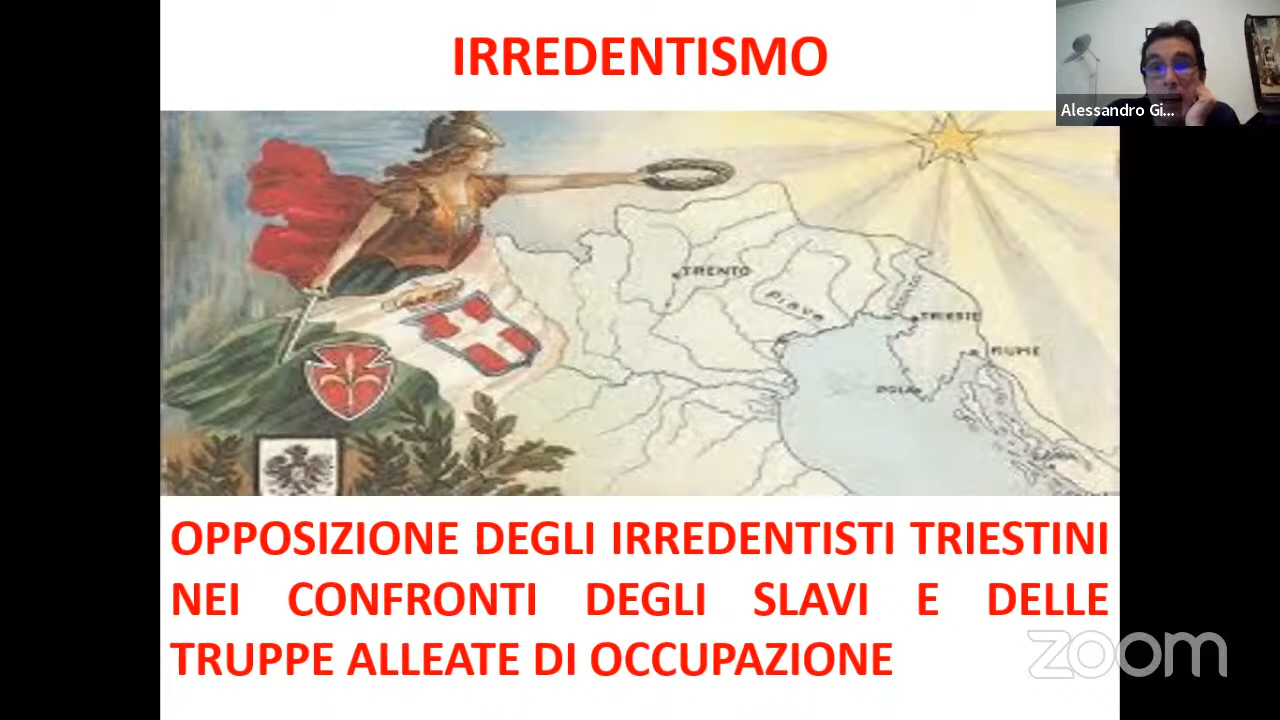 IRREDENTISMO
Alessandro Gi...
TRENTO
Piave
TRIESTE
FIUME
POLA
OPPOSIZIONE DEGLI IRREDENTISTI TRIESTINI
NEI CONFRONTI DEGLI SLAVI E DELLE
TRUPPE ALLEATE DI OCCUPAZIONE
zoom